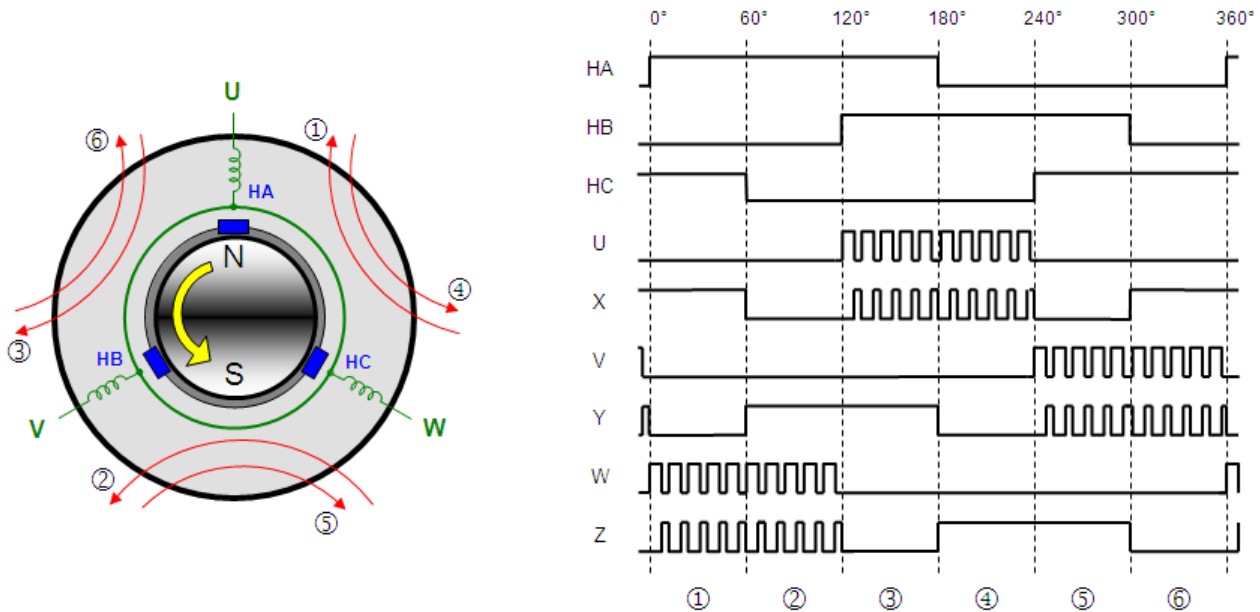 U
①
⑥
HA
N
④
③
HB
S
HC
V
W
②
⑤
0° 60° 120° 180° 240° 300° 360°
HA
HB
HC
U
X
V
Y
W
Z
① ② ③ ④ ⑤ ⑥